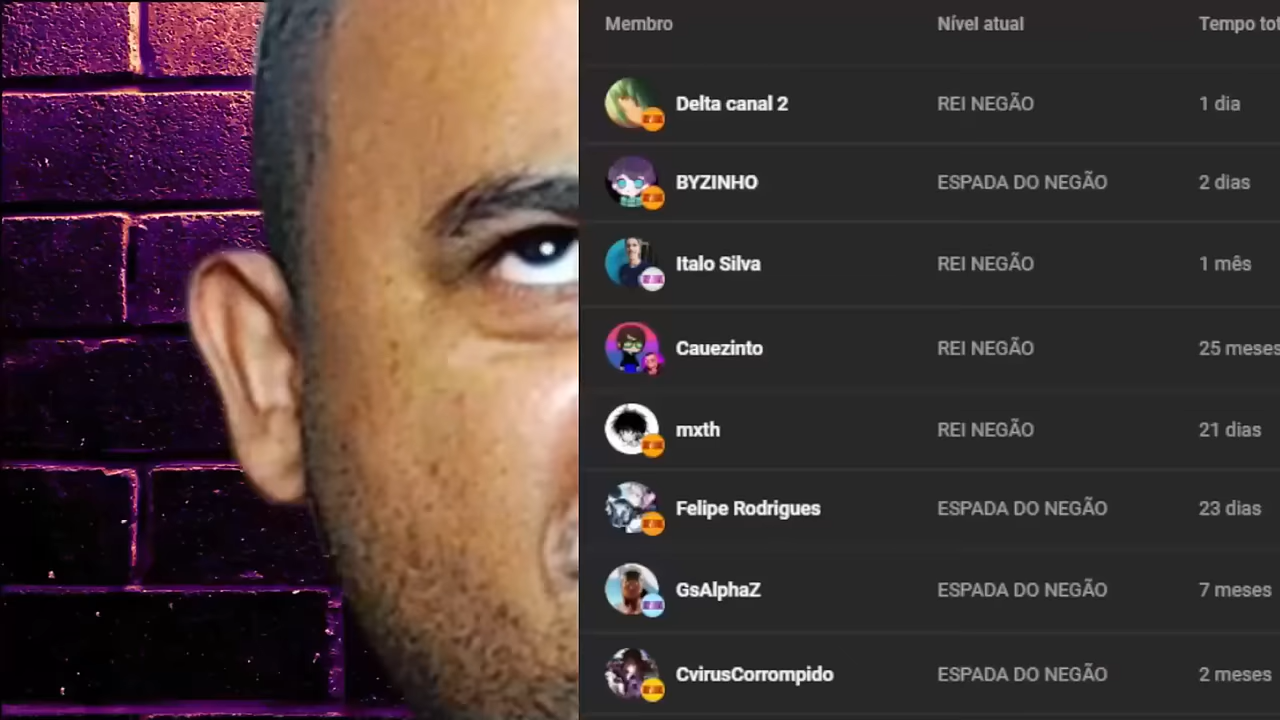 Membro Nível atual Tempo tot
Delta canal 2 REI NEGÃO 1 dia
BYZINHO ESPADA DO NEGÃO 2 dias
Italo Silva REI NEGÃO 1 mês
Cauezinto REI NEGÃO 25 meses
mxth REI NEGÃO 21 dias
Felipe Rodrigues ESPADA DO NEGÃO 23 dias
GsAlphaZ ESPADA DO NEGÃO 7 meses
CvirusCorrompido ESPADA DO NEGÃO 2 meses